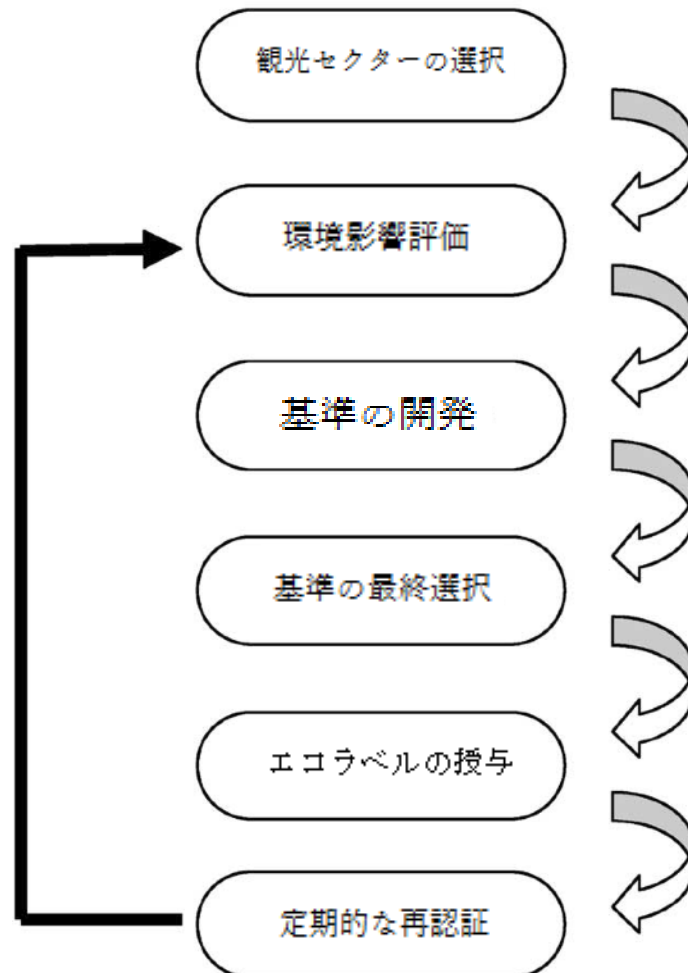 観光セクターの選択
環境影響評価
基準の開発
基準の最終選択
エコラベルの授与
定期的な再認証